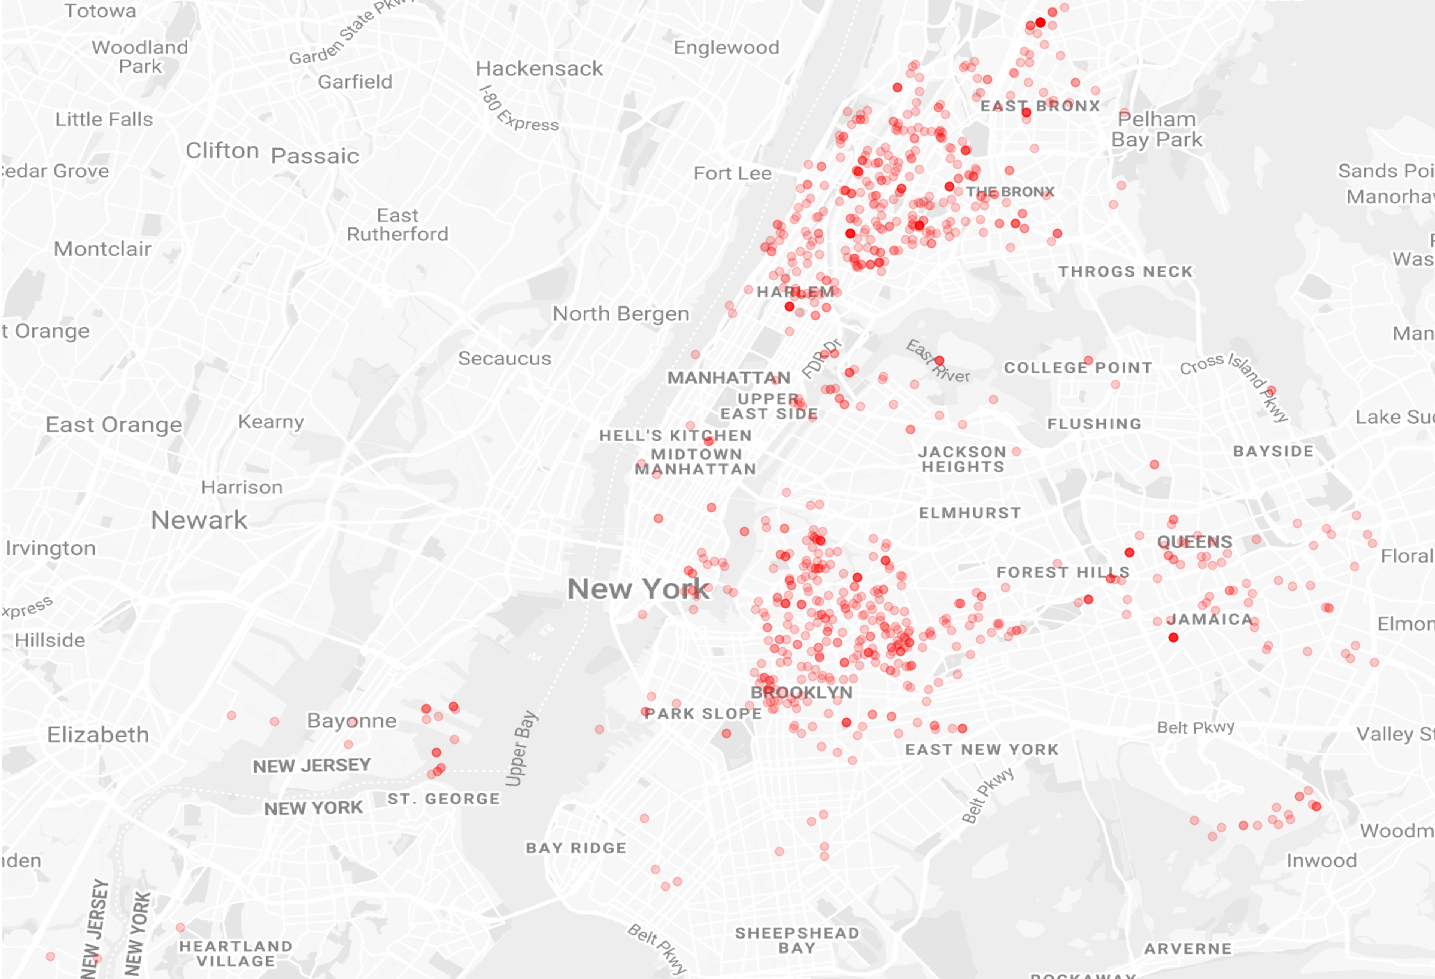 Totowa
Garden State Pkwy
Woodland
Park
Englewood
Hackensack
Garfield
I-80 Express
EAST BRONX
Little Falls
Pelham
Bay Park
Clifton
Passaic
Cedar Grove
Fort Lee
Sands Poi
Manorha
THE BRONX
East
Rutherford
Montclair
Was
THROGS NECK
HARLEM
North Bergen
t Orange
Man
Secaucus
FDR Dr
East River
COLLEGE POINT
Cross Island Pkwy
MANHATTAN
UPPER
EAST SIDE
East Orange
Kearny
Lake Suc
FLUSHING
HELL'S KITCHEN
MIDTOWN
MANHATTAN
JACKSON
HEIGHTS
BAYSIDE
Harrison
Newark
ELMHURST
Irvington
QUEENS
Floral
FOREST HILLS
New York
xpress
JAMAICA
Elmon
Hillside
BROOKLYN
PARK SLOPE
Bayonne
Elizabeth
Upper Bay
Belt Pkwy
Valley St
EAST NEW YORK
NEW JERSEY
NEW YORK
ST. GEORGE
Belt Pkwy
BAY RIDGE
Woodm
Inwood
nden
NEW JERSEY
NEW YORK
HEARTLAND
VILLAGE
Belt Pkwy
SHEEPSHEAD
BAY
ARVERNE
ROCKAWAY